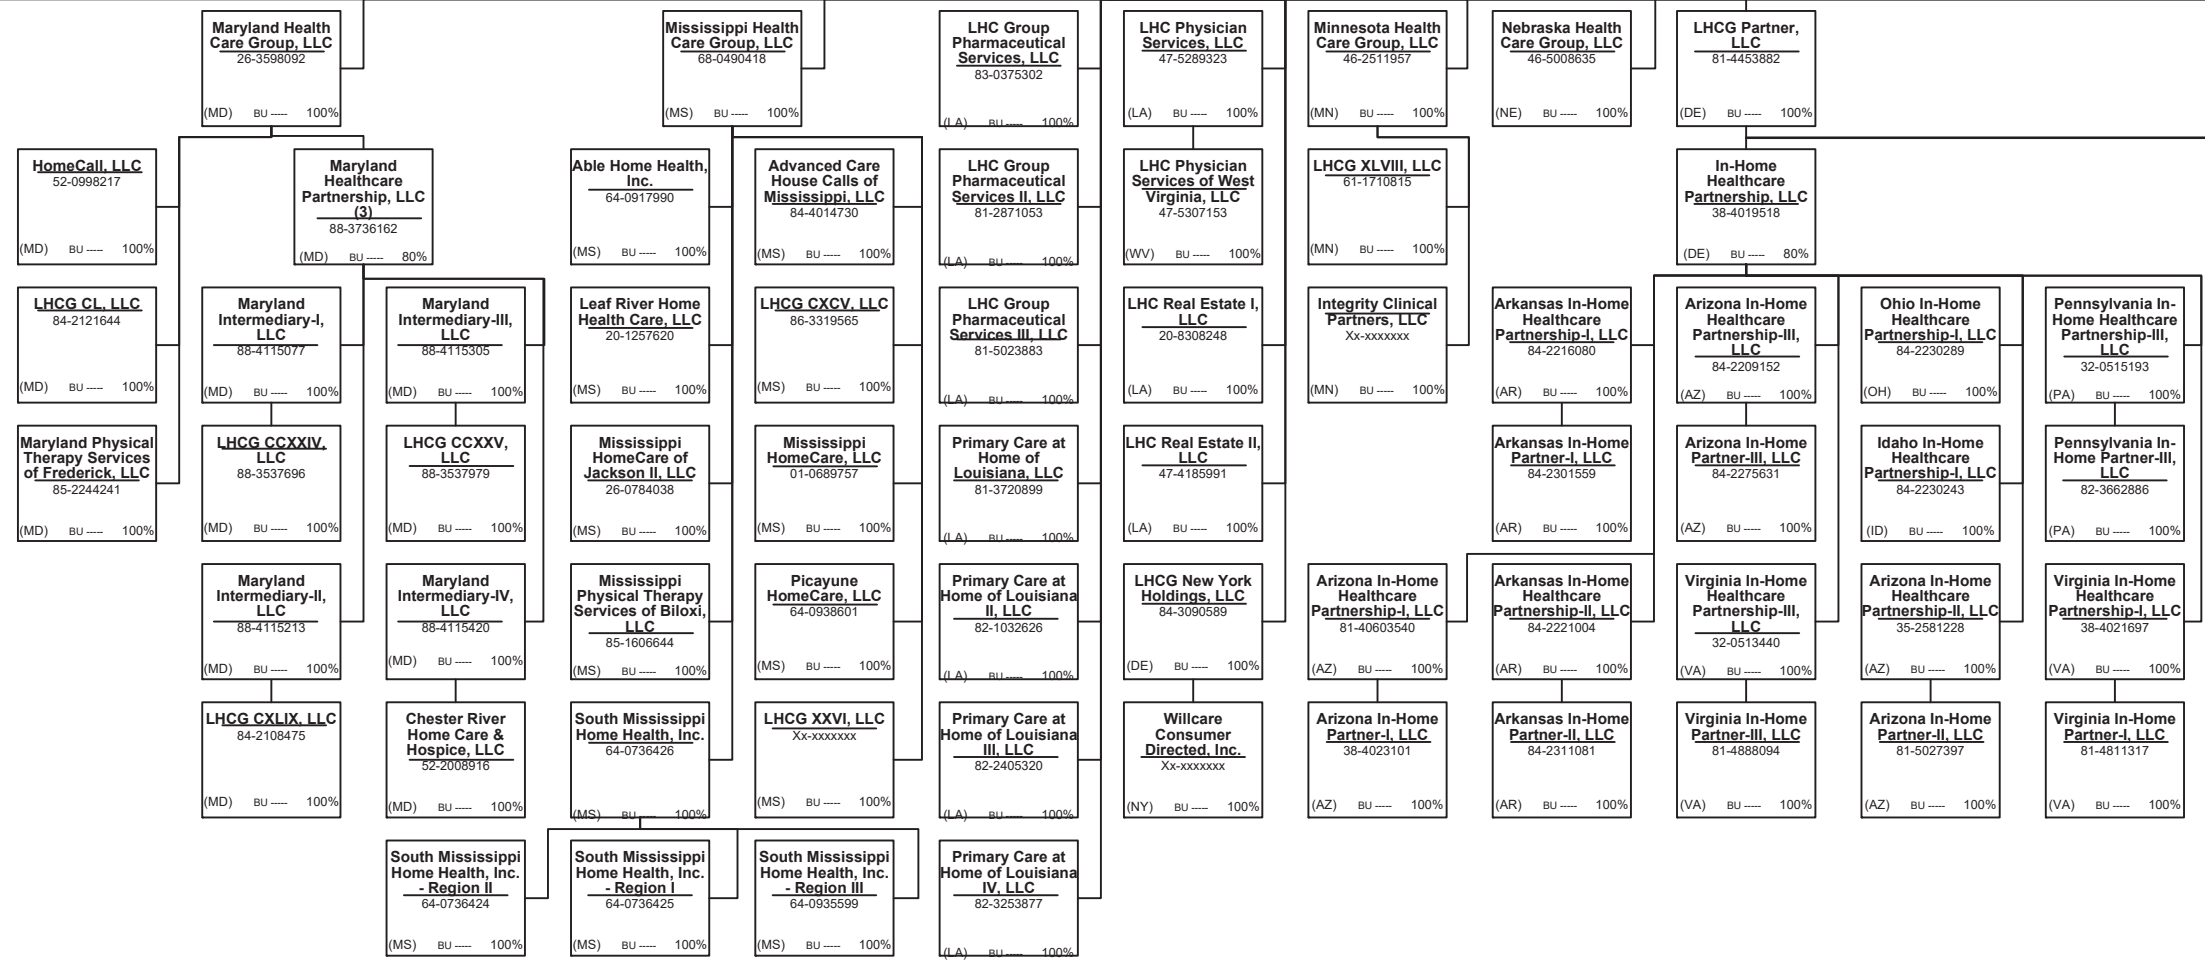 Maryland Health
Care Group, LLC
26-3598092
(MD) BU ----- 100%
Mississippi Health
Care Group, LLC
68-0490418
(MS) BU ----- 100%
LHC Group
Pharmaceutical
Services, LLC
83-0375302
(LA) BU ----- 100%
LHC Physician
Services, LLC
47-5289323
(LA) BU ----- 100%
Minnesota Health
Care Group, LLC
46-2511957
(MN) BU ----- 100%
Nebraska Health
Care Group, LLC
46-5008635
(NE) BU ----- 100%
LHCG Partner,
LLC
81-4453882
(DE) BU ----- 100%
HomeCall, LLC
52-0998217
(MD) BU ----- 100%
Maryland
Healthcare
Partnership, LLC
(3)
88-3736162
(MD) BU ----- 80%
Able Home Health,
Inc.
64-0917990
(MS) BU ----- 100%
Advanced Care
House Calls of
Mississippi, LLC
84-4014730
(MS) BU ----- 100%
LHC Group
Pharmaceutical
Services II, LLC
81-2871053
(LA) BU ----- 100%
LHC Physician
Services of West
Virginia, LLC
47-5307153
(WV) BU ----- 100%
LHCG XLVIII, LLC
61-1710815
(MN) BU ----- 100%
In-Home
Healthcare
Partnership, LLC
38-4019518
(DE) BU ----- 80%
LHCG CL, LLC
84-2121644
(MD) BU ----- 100%
Maryland
Intermediary-I,
LLC
88-4115077
(MD) BU ----- 100%
Maryland
Intermediary-III,
LLC
88-4115305
(MD) BU ----- 100%
Leaf River Home
Health Care, LLC
20-1257620
(MS) BU ----- 100%
LHCG CXCV, LLC
86-3319565
(MS) BU ----- 100%
LHC Group
Pharmaceutical
Services III, LLC
81-5023883
(LA) BU ----- 100%
LHC Real Estate I,
LLC
20-8308248
(LA) BU ----- 100%
Integrity Clinical
Partners, LLC
Xx-xxxxxxx
(MN) BU ----- 100%
Arkansas In-Home
Healthcare
Partnership-I, LLC
84-2216080
(AR) BU ----- 100%
Arizona In-Home
Healthcare
Partnership-III,
LLC
84-2209152
(AZ) BU ----- 100%
Ohio In-Home
Healthcare
Partnership-I, LLC
84-2230289
(OH) BU ----- 100%
Pennsylvania In-
Home Healthcare
Partnership-III,
LLC
32-0515193
(PA) BU ----- 100%
Maryland Physical
Therapy Services
of Frederick, LLC
85-2244241
(MD) BU ----- 100%
LHCG CCXXIV,
LLC
88-3537696
(MD) BU ----- 100%
LHCG CCXXV,
LLC
88-3537979
(MD) BU ----- 100%
Mississippi
HomeCare of
Jackson II, LLC
26-0784038
(MS) BU ----- 100%
Mississippi
HomeCare, LLC
01-0689757
(MS) BU ----- 100%
Primary Care at
Home of
Louisiana, LLC
81-3720899
(LA) BU ----- 100%
LHC Real Estate II,
LLC
47-4185991
(LA) BU ----- 100%
Arkansas In-Home
Partner-I, LLC
84-2301559
(AR) BU ----- 100%
Arizona In-Home
Partner-III, LLC
84-2275631
(AZ) BU ----- 100%
Idaho In-Home
Healthcare
Partnership-I, LLC
84-2230243
(ID) BU ----- 100%
Pennsylvania In-
Home Partner-III,
LLC
82-3662886
(PA) BU ----- 100%
Maryland
Intermediary-II,
LLC
88-4115213
(MD) BU ----- 100%
Maryland
Intermediary-IV,
LLC
88-4115420
(MD) BU ----- 100%
Mississippi
Physical Therapy
Services of Biloxi,
LLC
85-1606644
(MS) BU ----- 100%
Picayune
HomeCare, LLC
64-0938601
(MS) BU ----- 100%
Primary Care at
Home of Louisiana
II, LLC
82-1032626
(LA) BU ----- 100%
LHCG New York
Holdings, LLC
84-3090589
(DE) BU ----- 100%
Arizona In-Home
Healthcare
Partnership-I, LLC
81-40603540
(AZ) BU ----- 100%
Arkansas In-Home
Healthcare
Partnership-II, LLC
84-2221004
(AR) BU ----- 100%
Virginia In-Home
Healthcare
Partnership-III,
LLC
32-0513440
(VA) BU ----- 100%
Arizona In-Home
Healthcare
Partnership-II, LLC
35-2581228
(AZ) BU ----- 100%
Virginia In-Home
Healthcare
Partnership-I, LLC
38-4021697
(VA) BU ----- 100%
LHCG CXLIX, LLC
84-2108475
(MD) BU ----- 100%
Chester River
Home Care &
Hospice, LLC
52-2008916
(MD) BU ----- 100%
South Mississippi
Home Health, Inc.
64-0736426
(MS) BU ----- 100%
LHCG XXVI, LLC
Xx-xxxxxxx
(MS) BU ----- 100%
Primary Care at
Home of Louisiana
III, LLC
82-2405320
(LA) BU ----- 100%
Willcare
Consumer
Directed, Inc.
Xx-xxxxxxx
(NY) BU ----- 100%
Arizona In-Home
Partner-I, LLC
38-4023101
(AZ) BU ----- 100%
Arkansas In-Home
Partner-II, LLC
84-2311081
(AR) BU ----- 100%
Virginia In-Home
Partner-III, LLC
81-4888094
(VA) BU ----- 100%
Arizona In-Home
Partner-II, LLC
81-5027397
(AZ) BU ----- 100%
Virginia In-Home
Partner-I, LLC
81-4811317
(VA) BU ----- 100%
South Mississippi
Home Health, Inc.
- Region II
64-0736424
(MS) BU ----- 100%
South Mississippi
Home Health, Inc.
- Region I
64-0736425
(MS) BU ----- 100%
South Mississippi
Home Health, Inc.
- Region III
64-0935599
(MS) BU ----- 100%
Primary Care at
Home of Louisiana
IV, LLC
82-3253877
(LA) BU ----- 100%